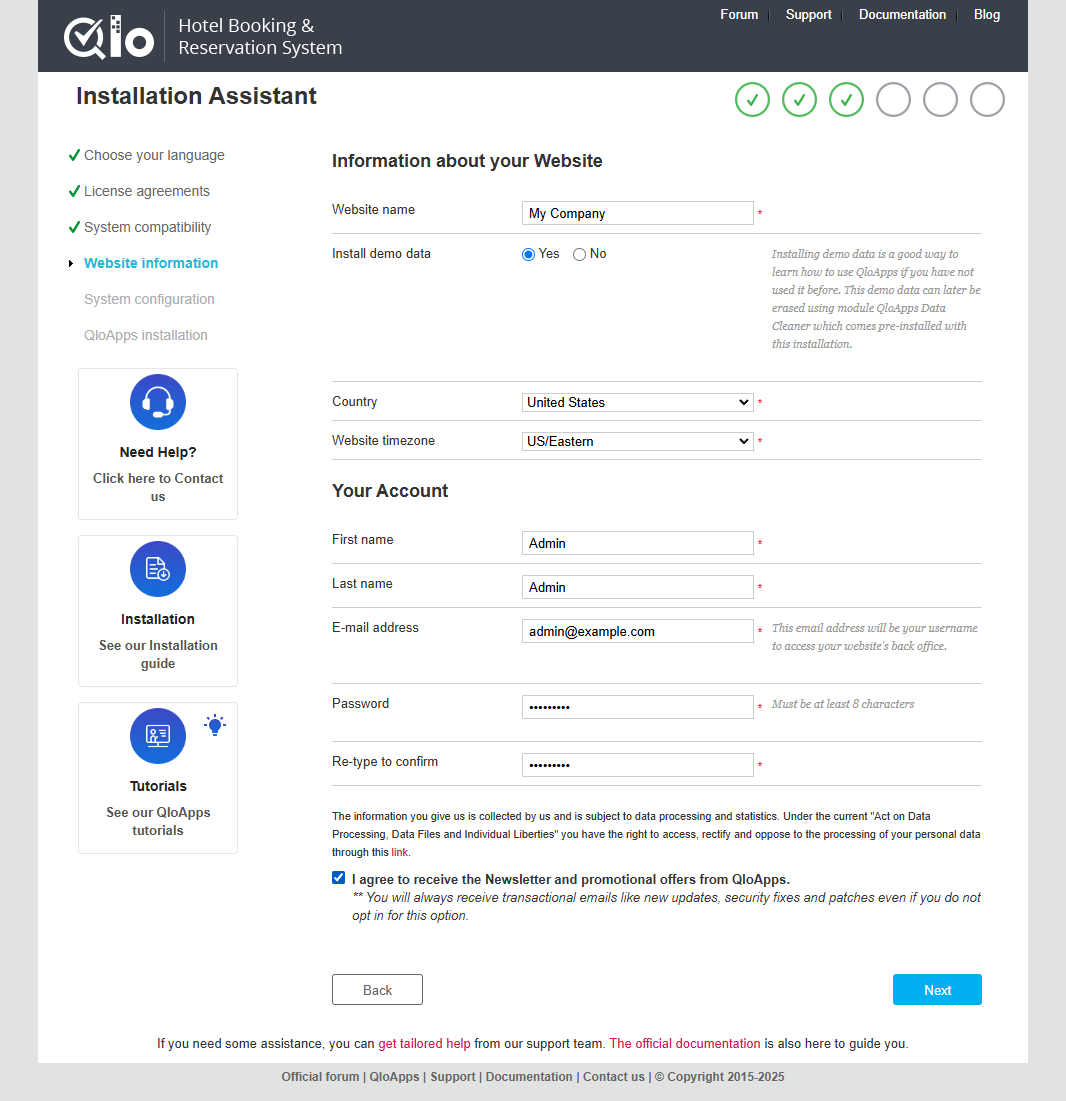 Qlo
Hotel Booking &
Reservation System
Forum
Support
Documentation
Blog
Installation Assistant
Choose your language
License agreements
System compatibility
Website information
System configuration
QloApps installation
Need Help?
Click here to Contact
us
Installation
See our Installation
guide
Tutorials
See our QloApps
tutorials
Information about your Website
Website name
My Company *
Install demo data
Yes No
Installing demo data is a good way to
learn how to use QloApps if you have not
used it before. This demo data can later be
erased using module QloApps Data
Cleaner which comes pre-installed with
this installation.
Country
United States *
Website timezone
US/Eastern *
Your Account
First name
Admin *
Last name
Admin *
E-mail address
admin@example.com *
This email address will be your username
to access your website's back office.
Password
••••••••• *
Must be at least 8 characters
Re-type to confirm
••••••••• *
The information you give us is collected by us and is subject to data processing and statistics. Under the current "Act on Data
Processing, Data Files and Individual Liberties" you have the right to access, rectify and oppose to the processing of your personal data
through this link.
I agree to receive the Newsletter and promotional offers from QloApps.
** You will always receive transactional emails like new updates, security fixes and patches even if you do not
opt in for this option.
Back
Next
If you need some assistance, you can get tailored help from our support team. The official documentation is also here to guide you.
Official forum | QloApps | Support | Documentation | Contact us | © Copyright 2015-2025